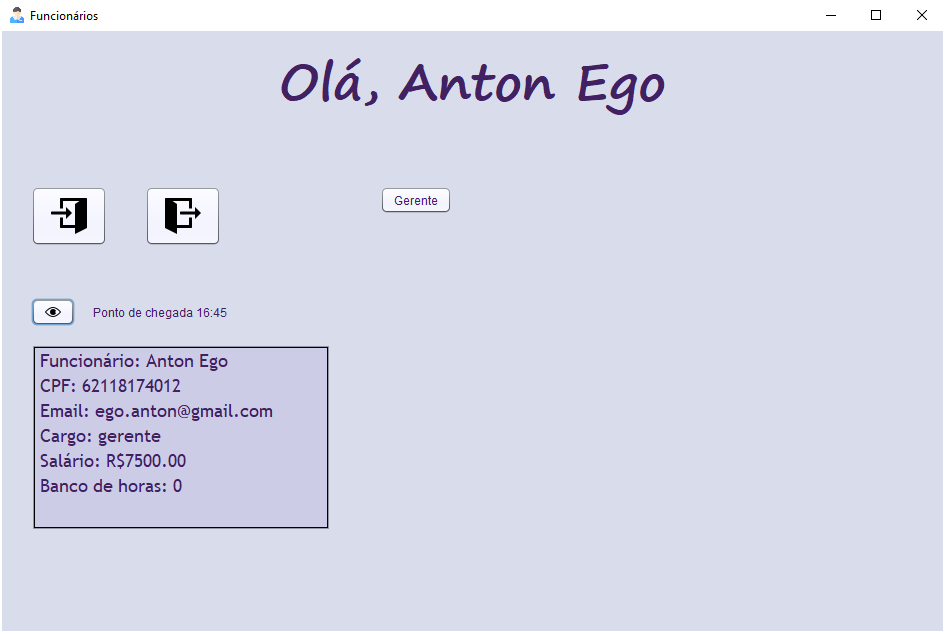 Funcionários
Olá, Anton Ego
Gerente
Ponto de chegada 16:45
Funcionário: Anton Ego
CPF: 62118174012
Email: ego.anton@gmail.com
Cargo: gerente
Salário: R$7500.00
Banco de horas: 0